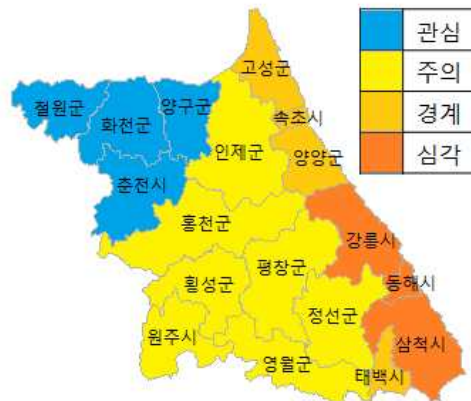 관심
주의
경계
심각
고성군
철원군
양구군
화천군
속초시
인제군
양양군
춘천시
홍천군
강릉시
평창군
동해시
횡성군
정선군
원주시
삼척시
영월군
태백시